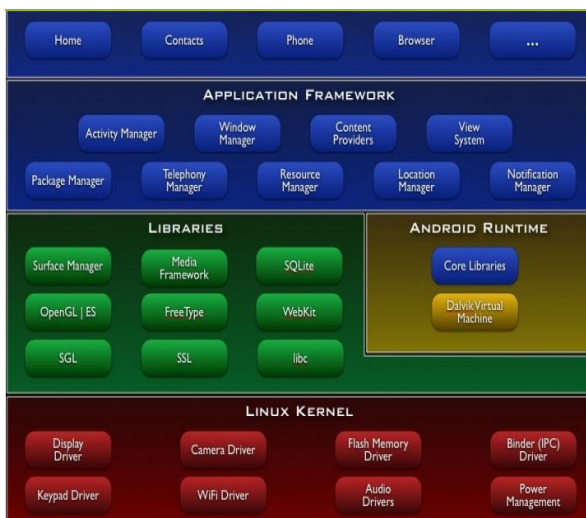 Home
Contacts
Phone
Browser
...
APPLICATION FRAMEWORK
Activity Manager
Window
Manager
Content
Providers
View
System
Package Manager
Telephony
Manager
Resource
Manager
Location
Manager
Notification
Manager
LIBRARIES
Surface Manager
Media
Framework
SQLite
OpenGL | ES
FreeType
WebKit
SGL
SSL
libc
ANDROID RUNTIME
Core Libraries
Dalvik Virtual
Machine
LINUX KERNEL
Display
Driver
Camera Driver
Flash Memory
Driver
Binder (IPC)
Driver
Keypad Driver
WiFi Driver
Audio
Drivers
Power
Management